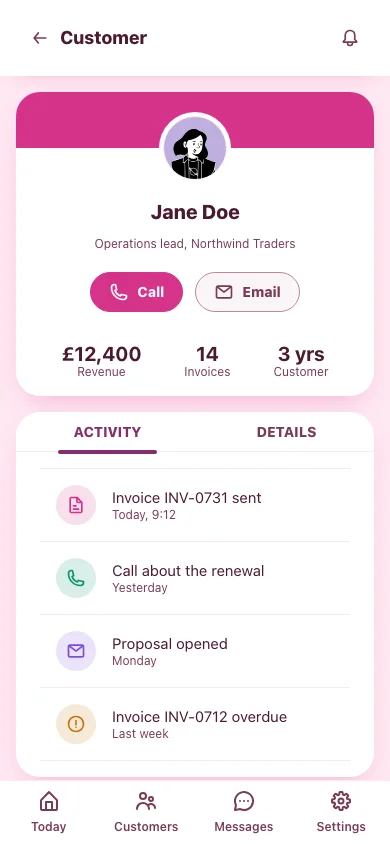 Customer
Jane Doe
Operations lead, Northwind Traders
Call
Email
£12,400
Revenue
14
Invoices
3 yrs
Customer
ACTIVITY
DETAILS
Invoice INV-0731 sent
Today, 9:12
Call about the renewal
Yesterday
Proposal opened
Monday
Invoice INV-0712 overdue
Last week
Today
Customers
Messages
Settings